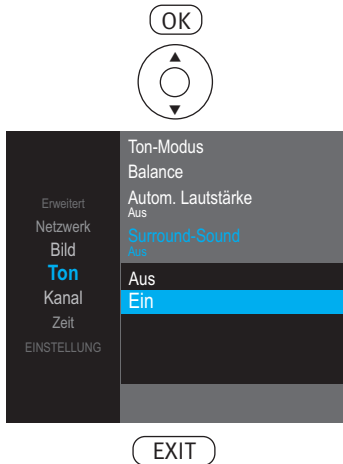 OK
Erweitert
Netzwerk
Bild
Ton
Kanal
Zeit
EINSTELLUNG
Ton-Modus
Balance
Autom. Lautstärke
Aus
Surround-Sound
Aus
Aus
Ein
EXIT